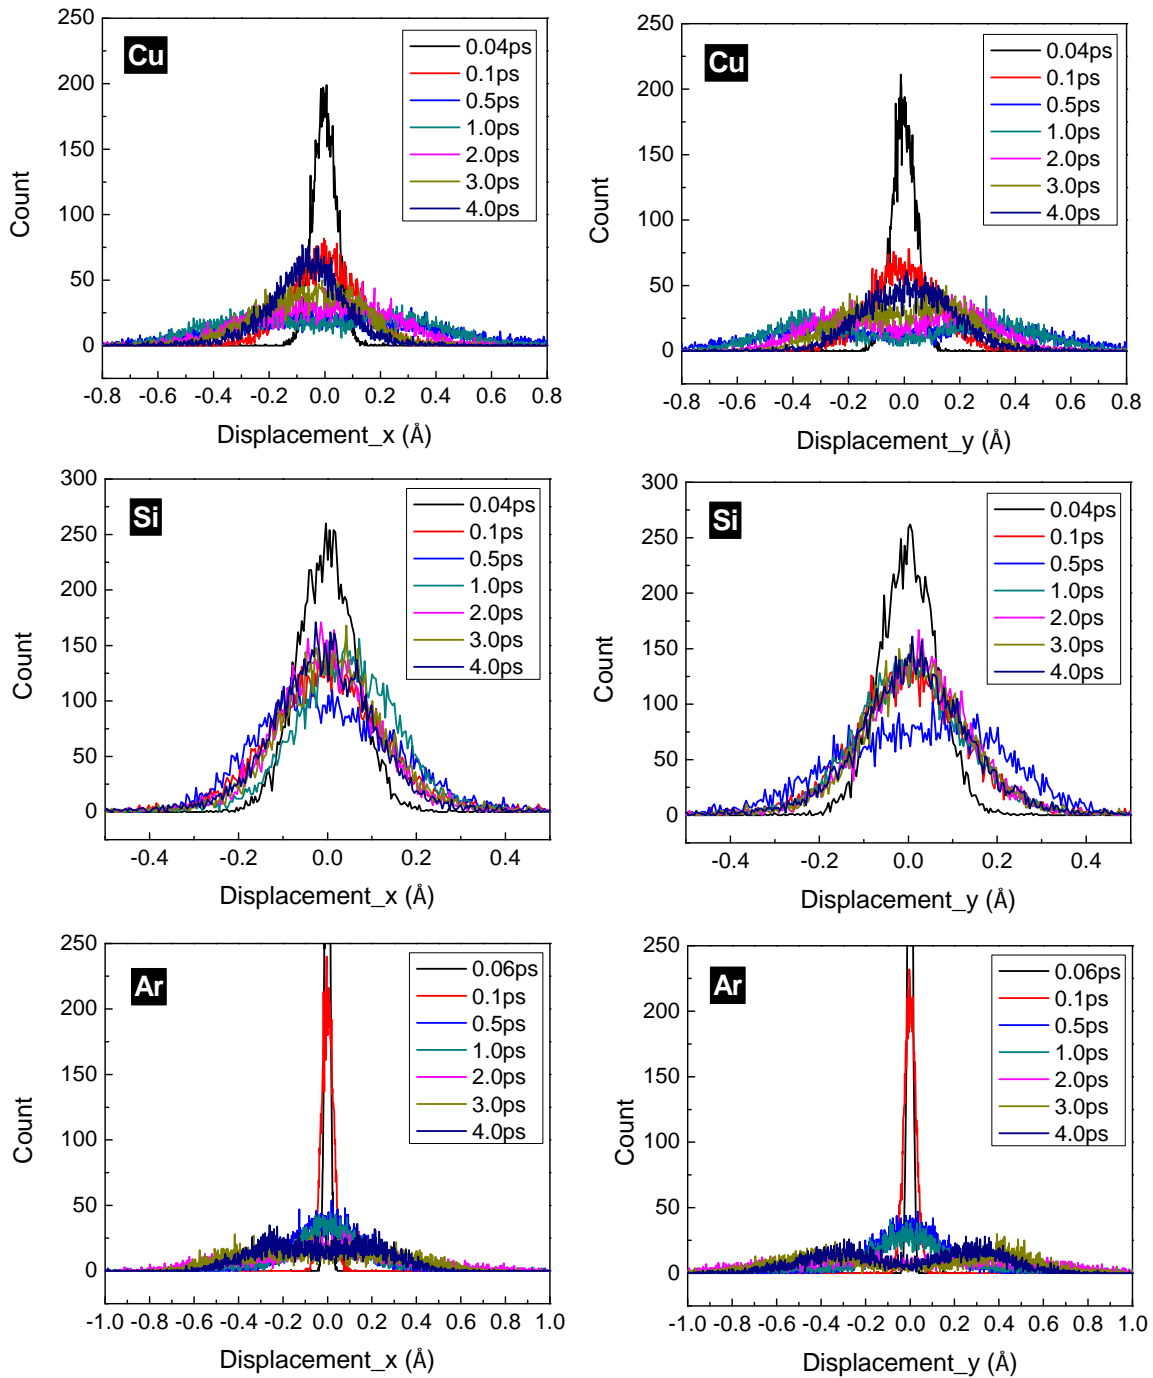 Cu
250
200
150
100
50
0
Count
0.04ps
0.1ps
0.5ps
1.0ps
2.0ps
3.0ps
4.0ps
-0.8 -0.6 -0.4 -0.2 0.0 0.2 0.4 0.6 0.8
Displacement_x (Å)
Cu
250
200
150
100
50
0
Count
0.04ps
0.1ps
0.5ps
1.0ps
2.0ps
3.0ps
4.0ps
-0.8 -0.6 -0.4 -0.2 0.0 0.2 0.4 0.6 0.8
Displacement_y (Å)
Si
300
250
200
150
100
50
0
Count
0.04ps
0.1ps
0.5ps
1.0ps
2.0ps
3.0ps
4.0ps
-0.4 -0.2 0.0 0.2 0.4
Displacement_x (Å)
Si
300
250
200
150
100
50
0
Count
0.04ps
0.1ps
0.5ps
1.0ps
2.0ps
3.0ps
4.0ps
-0.4 -0.2 0.0 0.2 0.4
Displacement_y (Å)
Ar
250
200
150
100
50
0
Count
0.06ps
0.1ps
0.5ps
1.0ps
2.0ps
3.0ps
4.0ps
-1.0 -0.8 -0.6 -0.4 -0.2 0.0 0.2 0.4 0.6 0.8 1.0
Displacement_x (Å)
Ar
250
200
150
100
50
0
Count
0.06ps
0.1ps
0.5ps
1.0ps
2.0ps
3.0ps
4.0ps
-1.0 -0.8 -0.6 -0.4 -0.2 0.0 0.2 0.4 0.6 0.8 1.0
Displacement_y (Å)